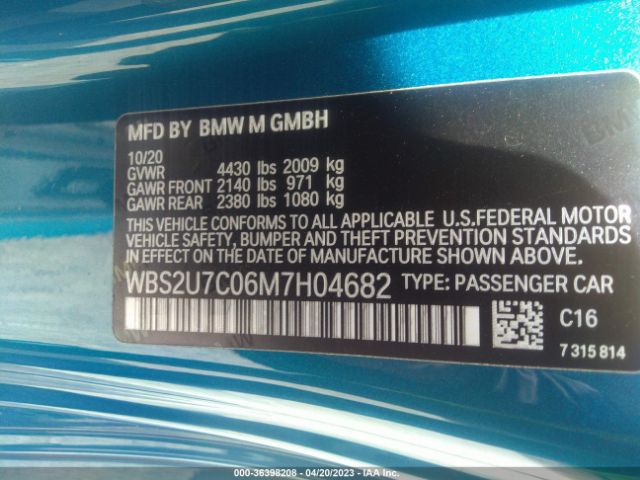 MFD BY BMW M GMBH
10/20
GVWR 4430 lbs 2009 kg
GAWR FRONT 2140 lbs 971 kg
GAWR REAR 2380 lbs 1080 kg
THIS VEHICLE CONFORMS TO ALL APPLICABLE U.S.FEDERAL MOTOR
VEHICLE SAFETY, BUMPER AND THEFT PREVENTION STANDARDS
IN EFFECT ON THE DATE OF MANUFACTURE SHOWN ABOVE.
WBS2U7C06M7H04682 TYPE: PASSENGER CAR
C16
7 315 814
000-36398208 - 04/20/2023 - IAA Inc.